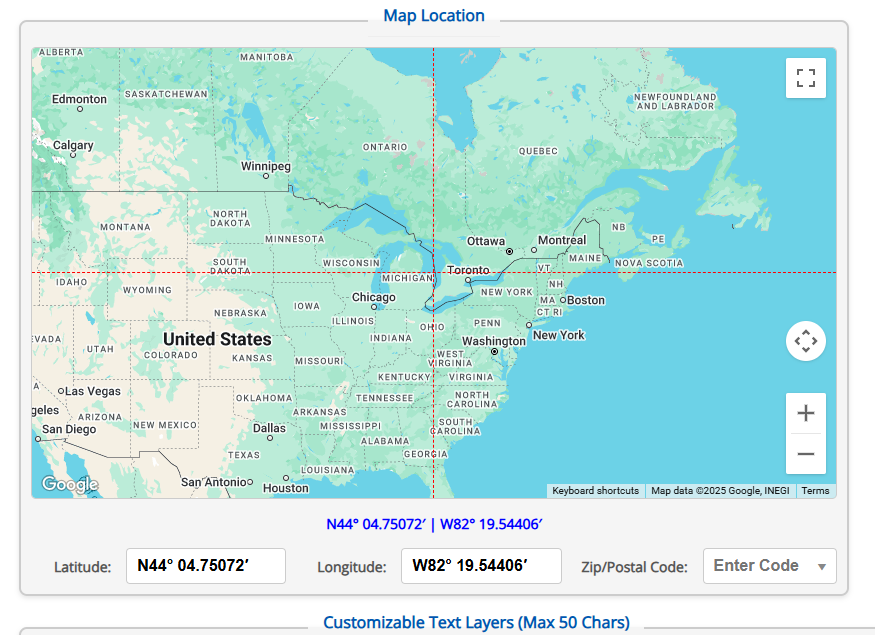 Map Location
ALBERTA
MANITOBA
Edmonton
SASKATCHEWAN
NEWFOUNDLAND
AND LABRADOR
Calgary
ONTARIO
QUEBEC
Winnipeg
NORTH
DAKOTA
MONTANA
MINNESOTA
NB
Ottawa
Montreal
PE
SOUTH
DAKOTA
WISCONSIN
MAINE
NOVA SCOTIA
MICHIGAN
Toronto
VT
IDAHO
WYOMING
NH
NEW YORK
Chicago
MA
Boston
IOWA
NEBRASKA
CT RI
ILLINOIS
OHIO
PENN
United States
INDIANA
Washington
New York
EVADA
UTAH
COLORADO
KANSAS
MISSOURI
WEST
VIRGINIA
KENTUCKY
VIRGINIA
A
Las Vegas
OKLAHOMA
TENNESSEE
NORTH
CAROLINA
geles
ARIZONA
NEW MEXICO
ARKANSAS
San Diego
Dallas
MISSISSIPPI
SOUTH
CAROLINA
ALABAMA
TEXAS
GEORGIA
LOUISIANA
Google
San Antonio
Houston
Keyboard shortcuts
Map data ©2025 Google, INEGI
Terms
N44° 04.75072′ | W82° 19.54406′
Latitude:
N44° 04.75072′
Longitude:
W82° 19.54406′
Zip/Postal Code:
Enter Code
Customizable Text Layers (Max 50 Chars)